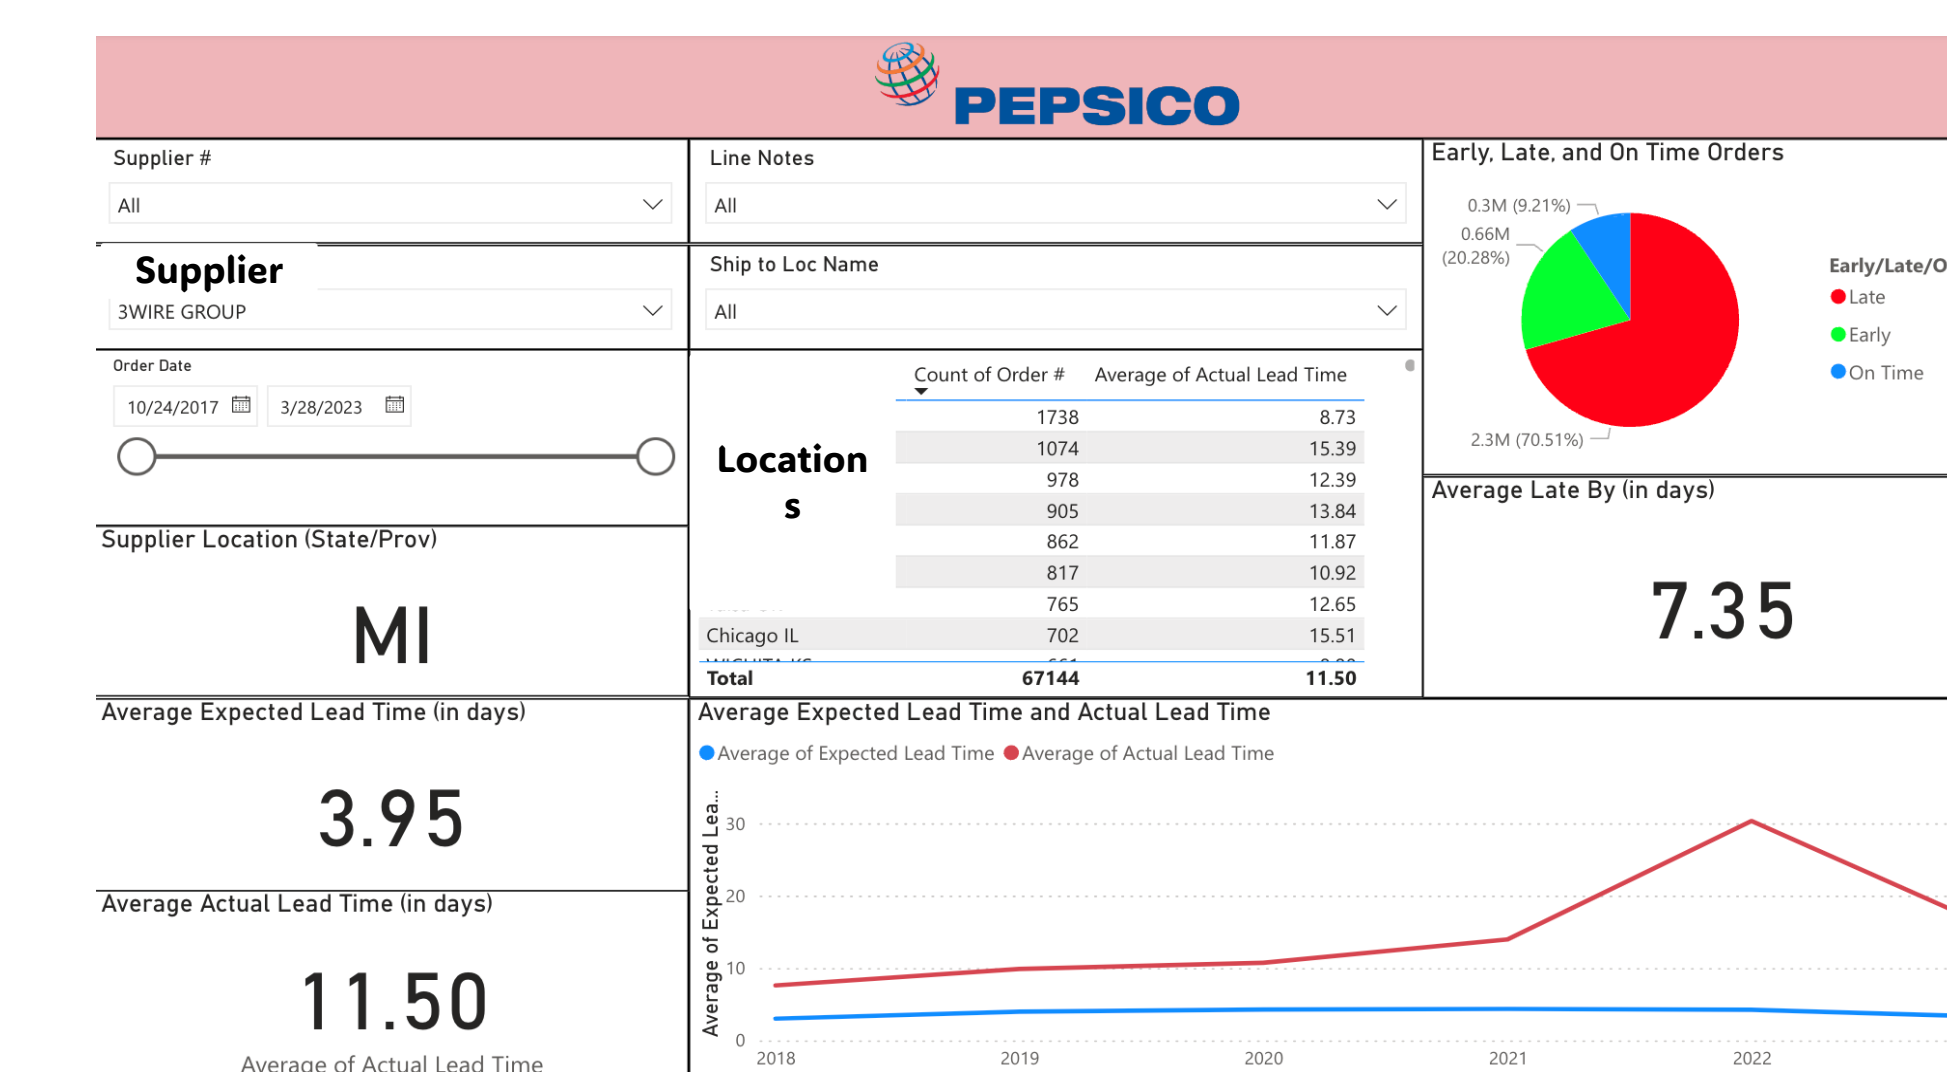 PEPSICO
Supplier #
All
Line Notes
All
Supplier
3WIRE GROUP
Ship to Loc Name
All
Early, Late, and On Time Orders
0.3M (9.21%)
0.66M
(20.28%)
2.3M (70.51%)
Early/Late/O
Late
Early
On Time
Order Date
10/24/2017
3/28/2023
Locations
Count of Order # Average of Actual Lead Time
1738 8.73
1074 15.39
978 12.39
905 13.84
862 11.87
817 10.92
765 12.65
Chicago IL 702 15.51
Total 67144 11.50
Average Late By (in days)
7.35
Supplier Location (State/Prov)
MI
Average Expected Lead Time (in days)
3.95
Average Actual Lead Time (in days)
11.50
Average of Actual Lead Time
Average Expected Lead Time and Actual Lead Time
Average of Expected Lead Time Average of Actual Lead Time
Average of Expected Lea...
30
20
10
0
2018 2019 2020 2021 2022